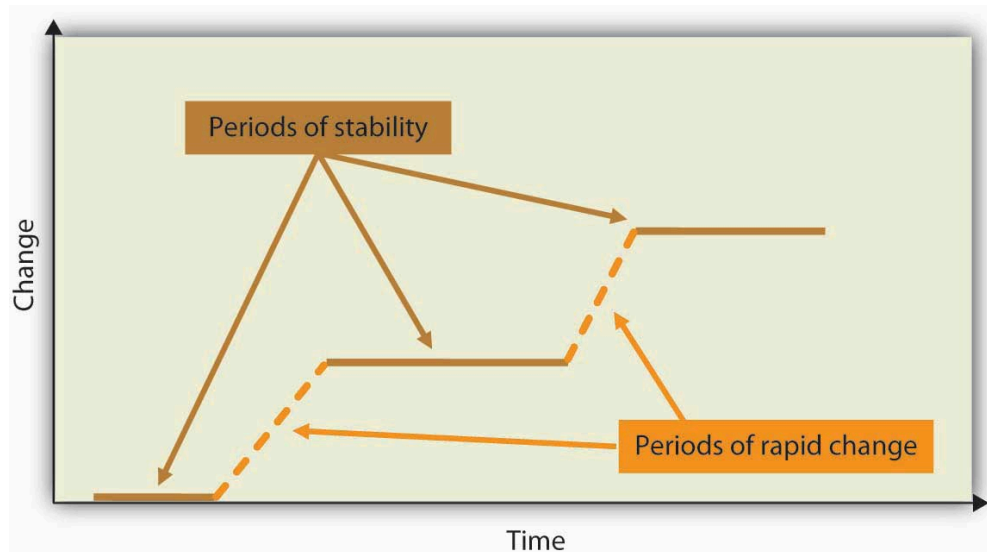 Periods of stability
Change
Periods of rapid change
Time